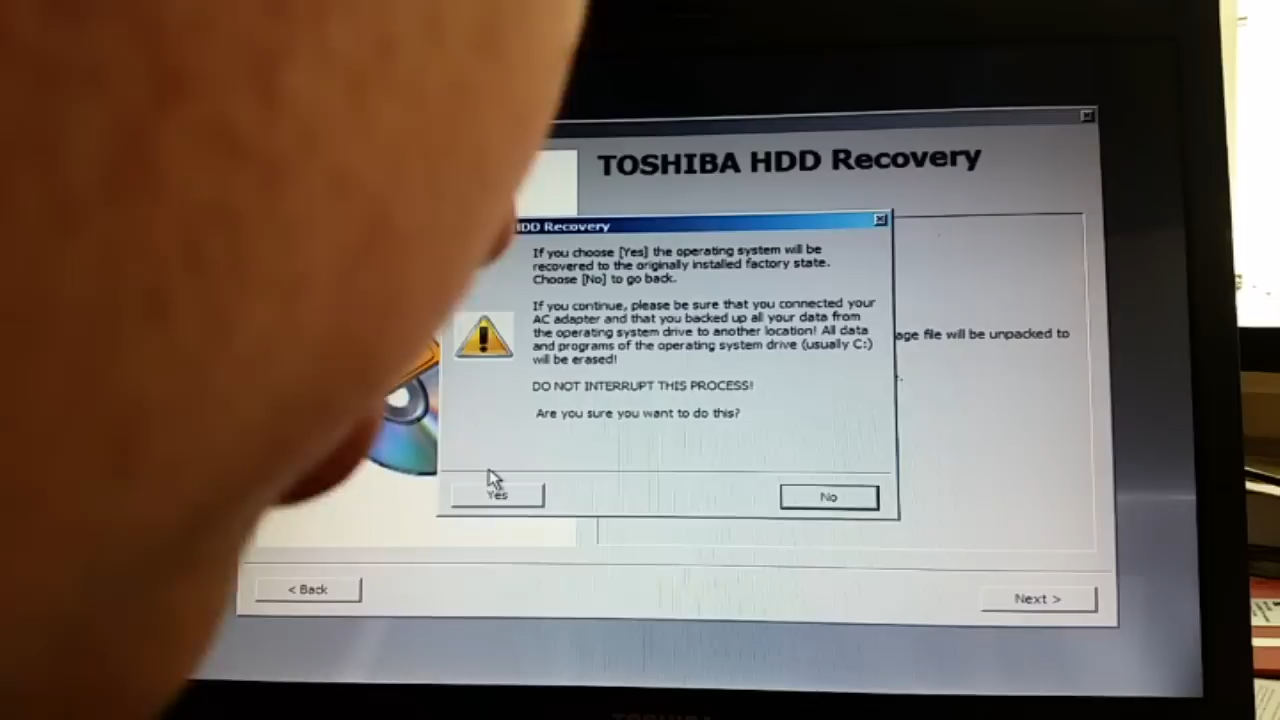 TOSHIBA HDD Recovery
HDD Recovery
If you choose [Yes] the operating system will be
recovered to the originally installed factory state.
Choose [No] to go back.
If you continue, please be sure that you connected your
AC adapter and that you backed up all your data from
the operating system drive to another location! All data
and programs of the operating system drive (usually C:)
will be erased!
DO NOT INTERRUPT THIS PROCESS!
Are you sure you want to do this?
file will be unpacked to
Yes
No
< Back
Next >